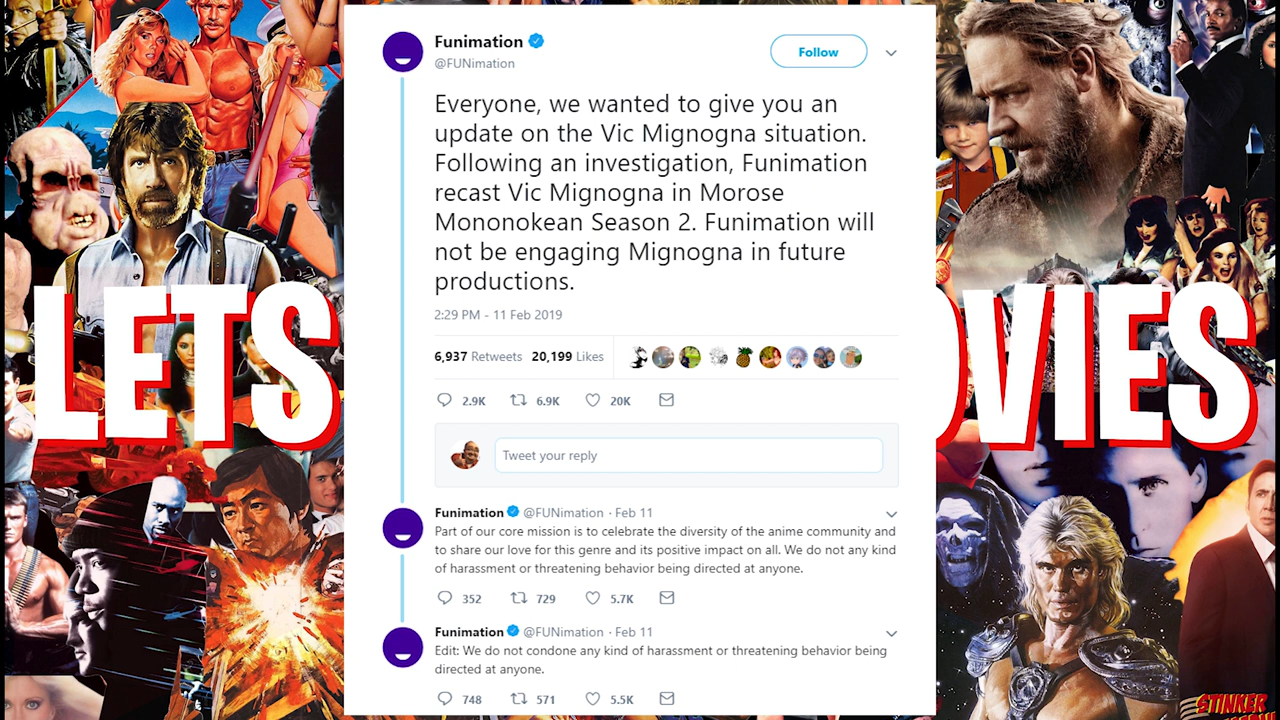 Funimation
@FUNimation
Follow
Everyone, we wanted to give you an
update on the Vic Mignogna situation.
Following an investigation, Funimation
recast Vic Mignogna in Morose
Mononokean Season 2. Funimation will
not be engaging Mignogna in future
productions.
2:29 PM - 11 Feb 2019
6,937 Retweets 20,199 Likes
2.9K 6.9K 20K
Tweet your reply
LETS
OVIES
Funimation @FUNimation · Feb 11
Part of our core mission is to celebrate the diversity of the anime community and
to share our love for this genre and its positive impact on all. We do not any kind
of harassment or threatening behavior being directed at anyone.
352 729 5.7K
Funimation @FUNimation · Feb 11
Edit: We do not condone any kind of harassment or threatening behavior being
directed at anyone.
748 571 5.5K
STINKER